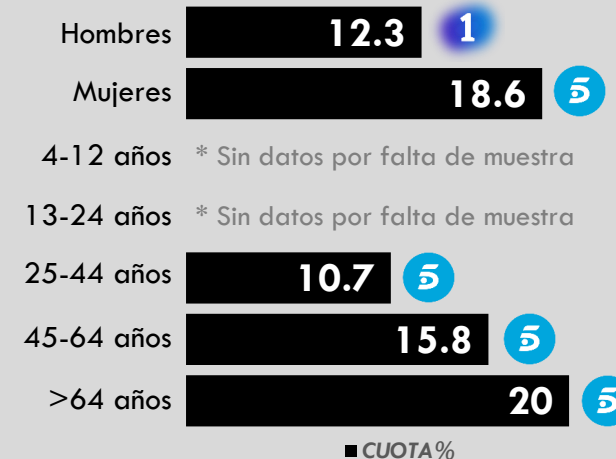 Hombres 12.3 1
Mujeres 18.6 5
4-12 años * Sin datos por falta de muestra
13-24 años * Sin datos por falta de muestra
25-44 años 10.7 5
45-64 años 15.8 5
>64 años 20 5
CUOTA%